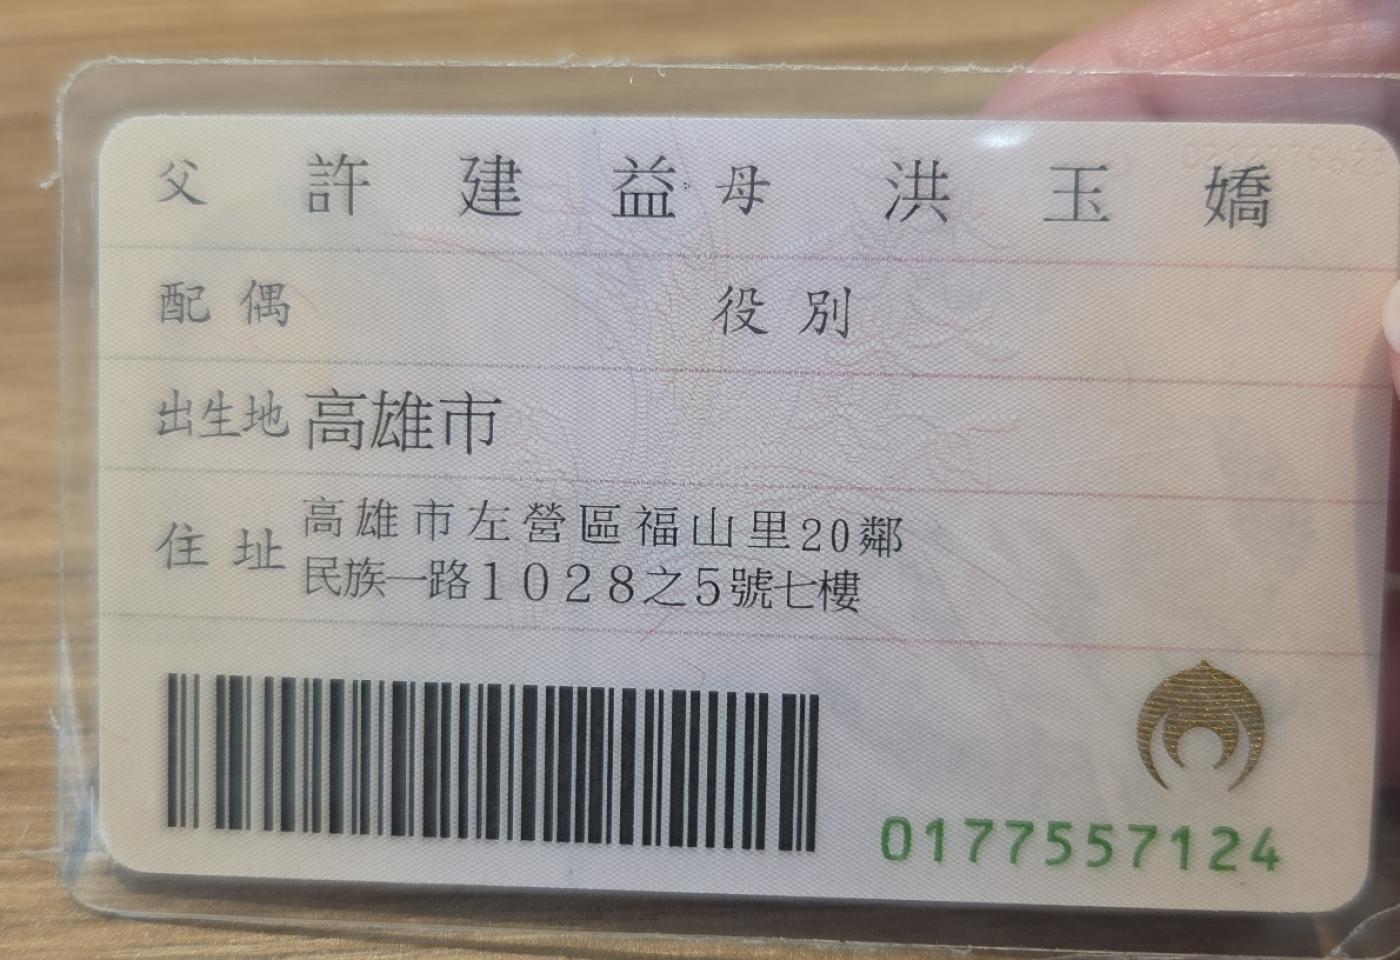 父 許建益 母 洪玉嬌
配偶 役別
出生地 高雄市
住址 高雄市左營區福山里20鄰
民族一路1028之5號七樓
0177557124